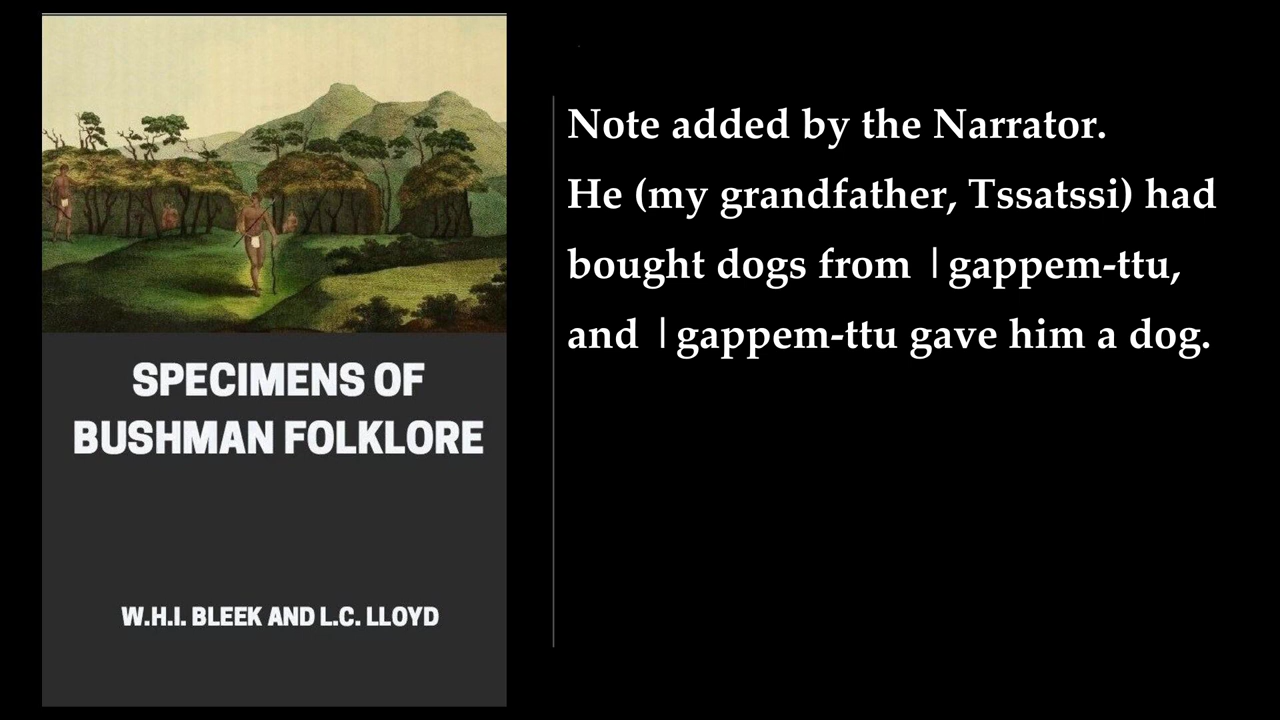 SPECIMENS OF
BUSHMAN FOLKLORE
W.H.I. BLEEK AND L.C. LLOYD
Note added by the Narrator.
He (my grandfather, Tssatssi) had
bought dogs from ǀgappem-ttu,
and ǀgappem-ttu gave him a dog.